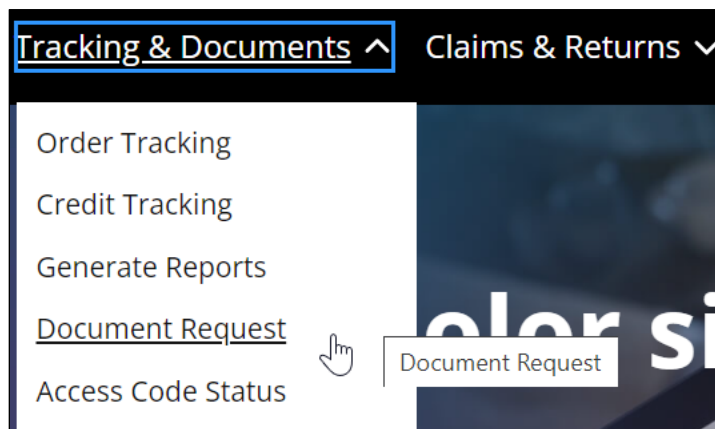 Tracking & Documents
Claims & Returns
Order Tracking
Credit Tracking
Generate Reports
Document Request
Document Request
Access Code Status